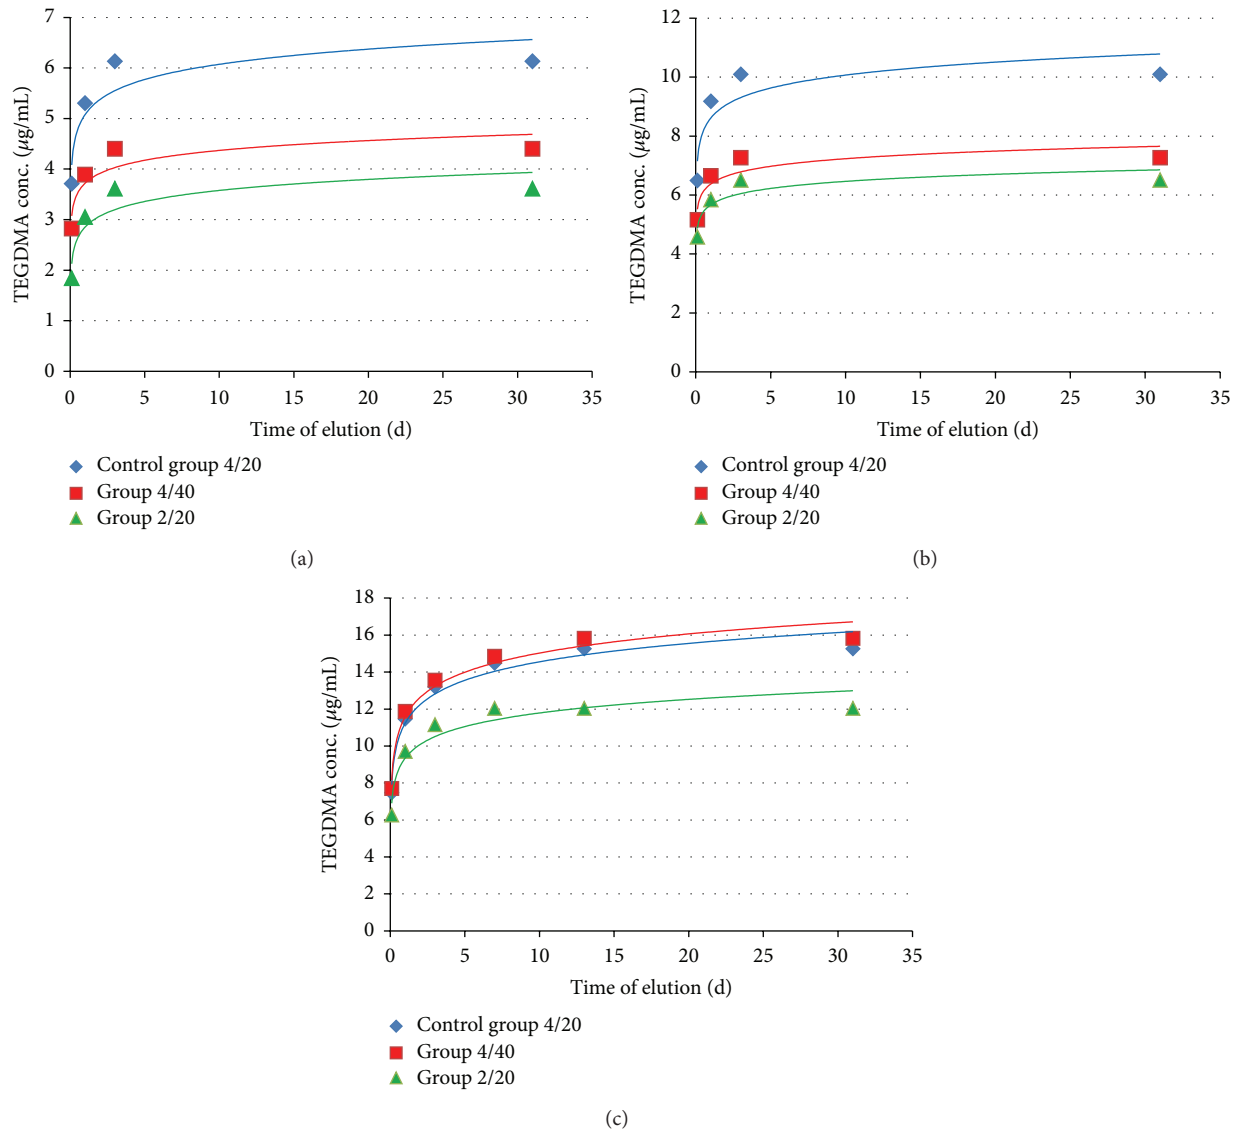 7
6
5
4
3
2
1
0
TEGDMA conc. (μg/mL)
0 5 10 15 20 25 30 35
Time of elution (d)
Control group 4/20
Group 4/40
Group 2/20
(a)
12
10
8
6
4
2
0
TEGDMA conc. (μg/mL)
0 5 10 15 20 25 30 35
Time of elution (d)
Control group 4/20
Group 4/40
Group 2/20
(b)
18
16
14
12
10
8
6
4
2
0
TEGDMA conc. (μg/mL)
0 5 10 15 20 25 30 35
Time of elution (d)
Control group 4/20
Group 4/40
Group 2/20
(c)